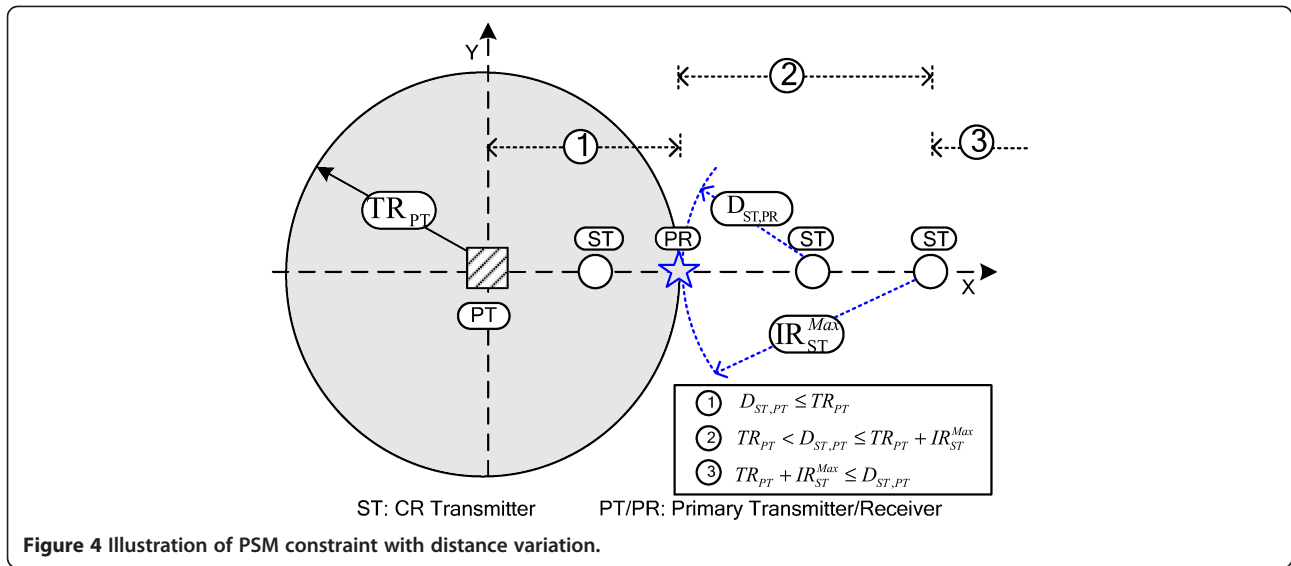 Y
2
1
3
TR_PT
D_ST,PR
ST
PR
ST
ST
X
PT
IR_ST^Max
1 D_ST,PT ≤ TR_PT
2 TR_PT < D_ST,PT ≤ TR_PT + IR_ST^Max
3 TR_PT + IR_ST^Max ≤ D_ST,PT
ST: CR Transmitter PT/PR: Primary Transmitter/Receiver
Figure 4 Illustration of PSM constraint with distance variation.